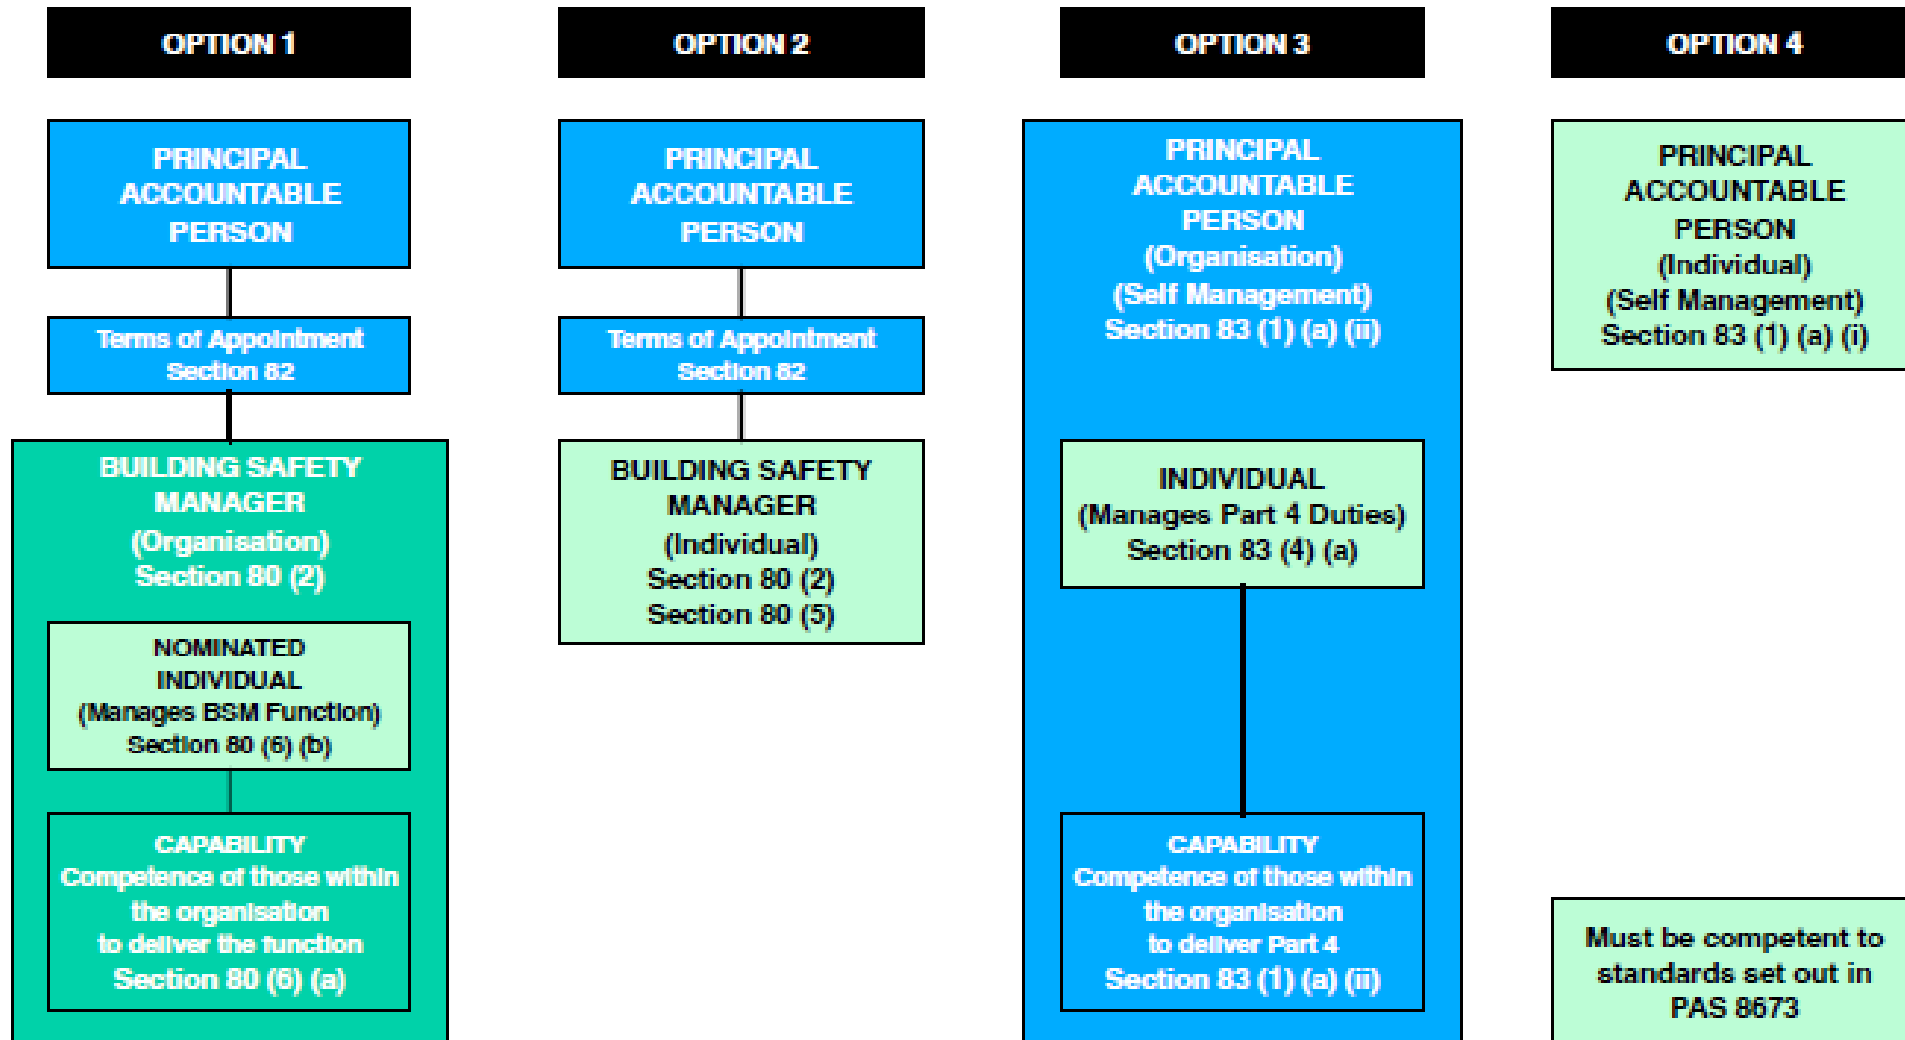 OPTION 1
PRINCIPAL
ACCOUNTABLE
PERSON
Terms of Appointment
Section 82
BUILDING SAFETY
MANAGER
(Organisation)
Section 80 (2)
NOMINATED
INDIVIDUAL
(Manages BSM Function)
Section 80 (6) (b)
CAPABILITY
Competence of those within
the organisation
to deliver the function
Section 80 (6) (a)
OPTION 2
PRINCIPAL
ACCOUNTABLE
PERSON
Terms of Appointment
Section 82
BUILDING SAFETY
MANAGER
(Individual)
Section 80 (2)
Section 80 (5)
OPTION 3
PRINCIPAL
ACCOUNTABLE
PERSON
(Organisation)
(Self Management)
Section 83 (1) (a) (ii)
INDIVIDUAL
(Manages Part 4 Duties)
Section 83 (4) (a)
CAPABILITY
Competence of those within
the organisation
to deliver Part 4
Section 83 (1) (a) (ii)
OPTION 4
PRINCIPAL
ACCOUNTABLE
PERSON
(Individual)
(Self Management)
Section 83 (1) (a) (i)
Must be competent to
standards set out in
PAS 8673